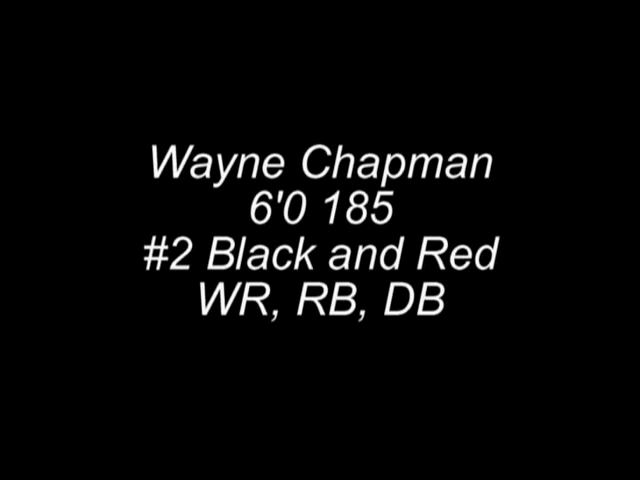 Wayne Chapman
6'0 185
#2 Black and Red
WR, RB, DB